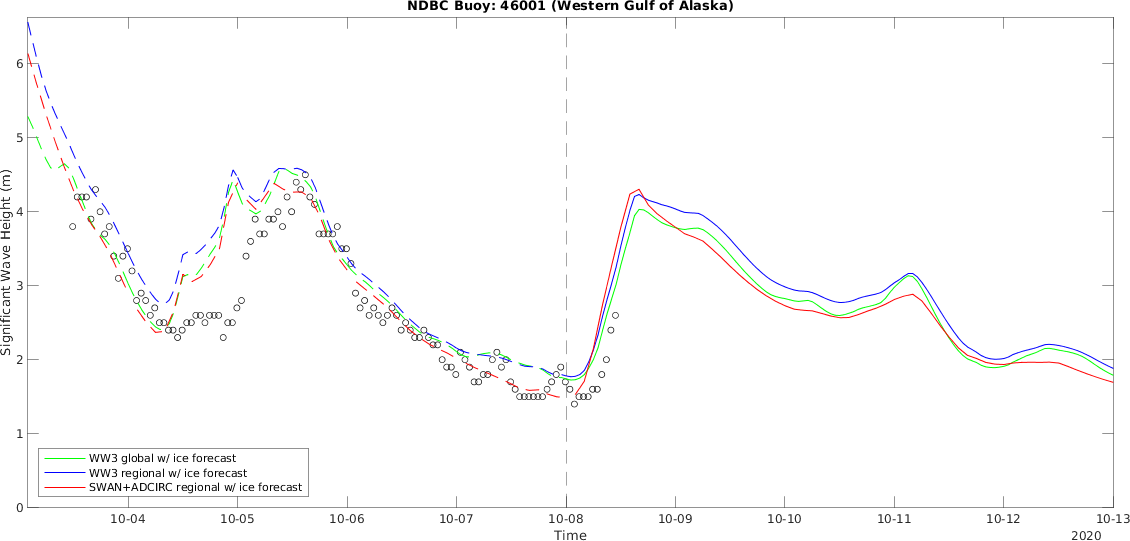 NDBC Buoy: 46001 (Western Gulf of Alaska)
Significant Wave Height (m)
6
5
4
3
2
1
0
WW3 global w/ ice forecast
WW3 regional w/ ice forecast
SWAN+ADCIRC regional w/ ice forecast
10-04 10-05 10-06 10-07 10-08 10-09 10-10 10-11 10-12 10-13
Time
2020